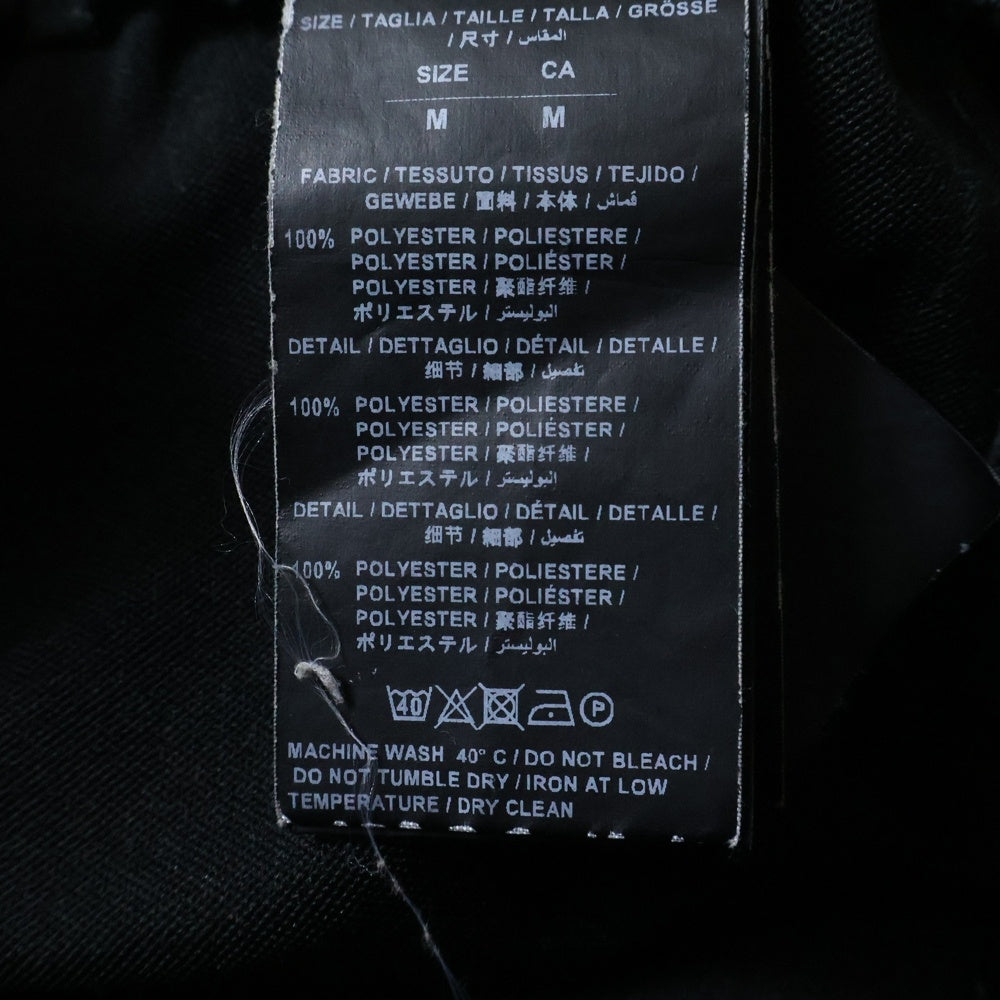 SIZE / TAGLIA / TAILLE / TALLA / GRÖSSE
/ 尺寸 / المقاس
SIZE CA
M M
FABRIC / TESSUTO / TISSUS / TEJIDO /
GEWEBE / 面料 / 本体 / قماش
100% POLYESTER / POLIESTERE /
POLYESTER / POLIÉSTER /
POLYESTER / 聚酯纤维 /
ポリエステル / البوليستر
DETAIL / DETTAGLIO / DÉTAIL / DETALLE /
细节 / 細部 / تفصيل
100% POLYESTER / POLIESTERE /
POLYESTER / POLIÉSTER /
POLYESTER / 聚酯纤维 /
ポリエステル / البوليستر
DETAIL / DETTAGLIO / DÉTAIL / DETALLE /
细节 / 細部 / تفصيل
100% POLYESTER / POLIESTERE /
POLYESTER / POLIÉSTER /
POLYESTER / 聚酯纤维 /
ポリエステル / البوليستر
40 P
MACHINE WASH 40° C / DO NOT BLEACH /
DO NOT TUMBLE DRY / IRON AT LOW
TEMPERATURE / DRY CLEAN